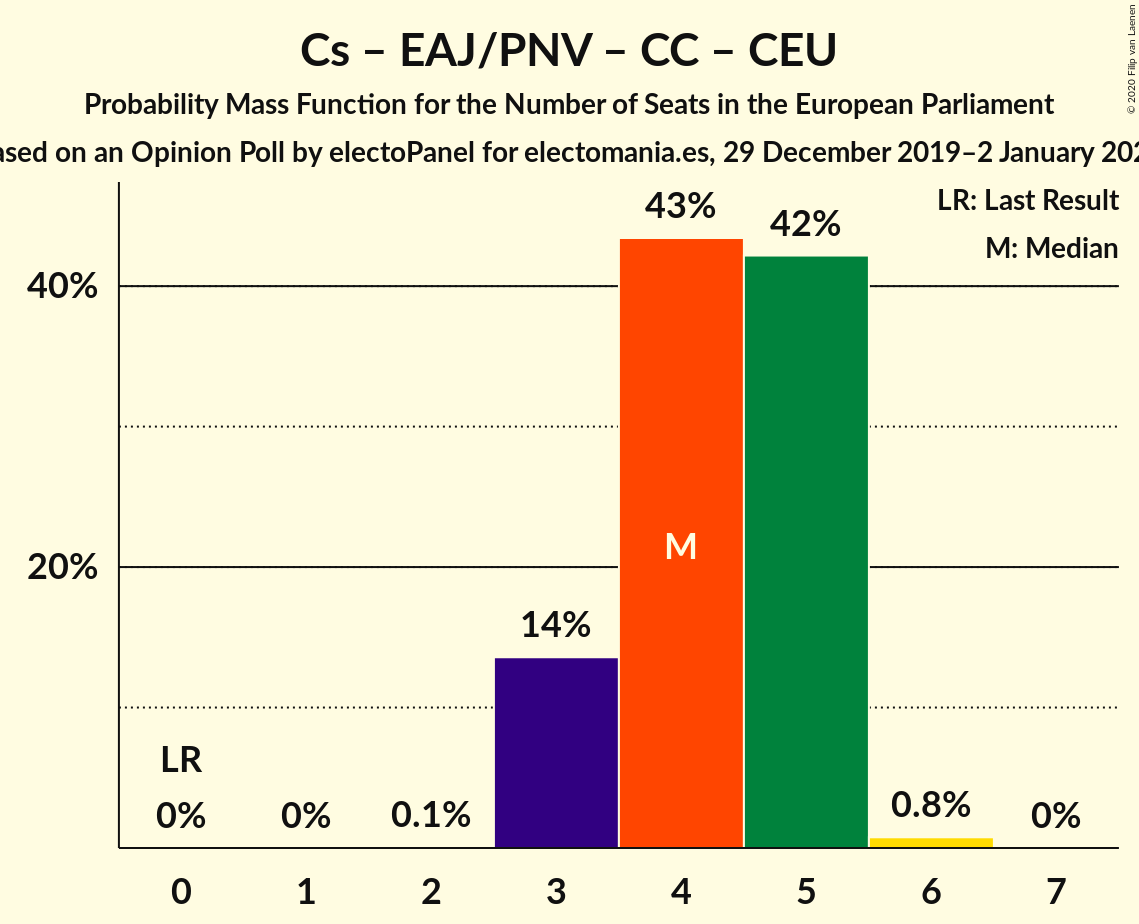 Cs – EAJ/PNV – CC – CEU
Probability Mass Function for the Number of Seats in the European Parliament
on an Opinion Poll by electoPanel for electomania.es, 29 December 2019–2 January
© 2020 Filip van Laenen
LR: Last Result
M: Median
43%
42%
40%
M
20%
14%
LR
0%
0%
0.1%
0.8%
0%
0
1
2
3
4
5
6
7